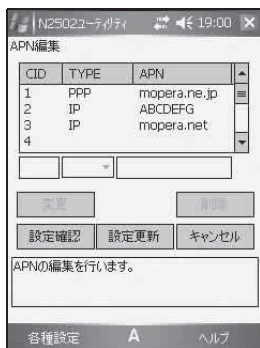 N2502ユーティリティ 19:00
APN編集
CID TYPE APN
1 PPP mopera.ne.jp
2 IP ABCDEFG
3 IP mopera.net
4
変更 削除
設定確認 設定更新 キャンセル
APNの編集を行います。
各種設定 A ヘルプ